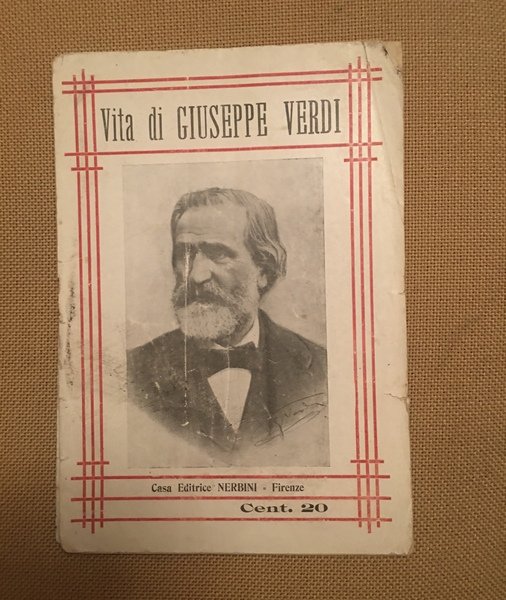 Vita di GIUSEPPE VERDI
Casa Editrice NERBINI - Firenze
Cent. 20